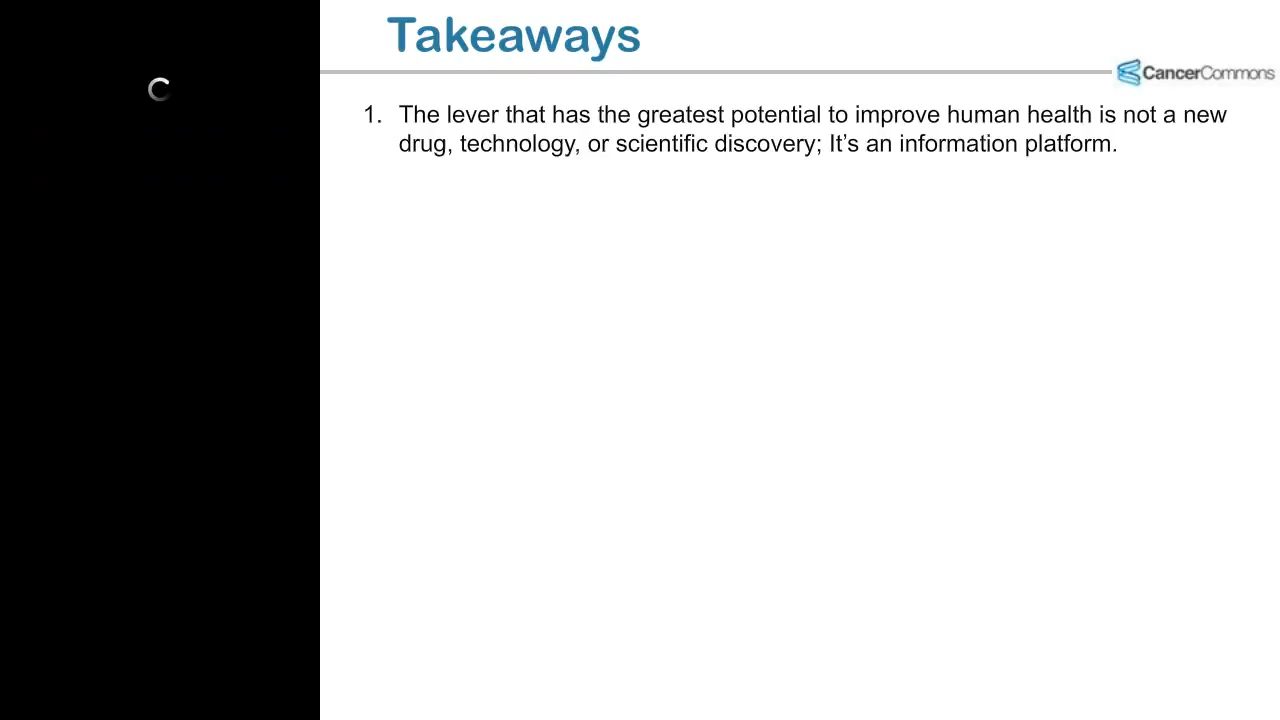 Takeaways
CancerCommons
1. The lever that has the greatest potential to improve human health is not a new
drug, technology, or scientific discovery; It’s an information platform.